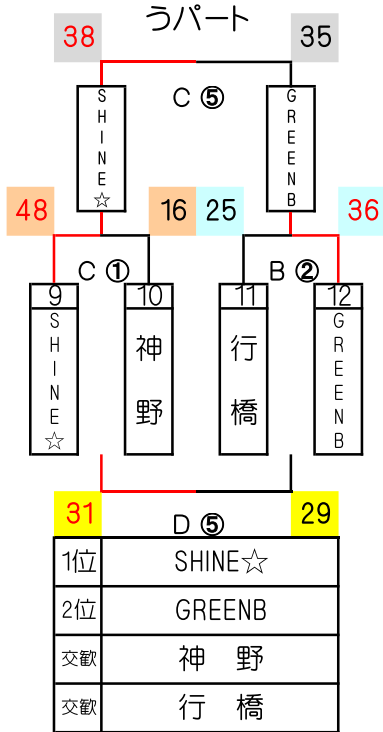 うパート
38 35
C ⑤
SHINE☆ GREENB
48 16 25 36
C ① B ②
9 10 11 12
SHINE☆ 神野 行橋 GREENB
31 29
D ⑤
1位 SHINE☆
2位 GREENB
交歓 神 野
交歓 行 橋